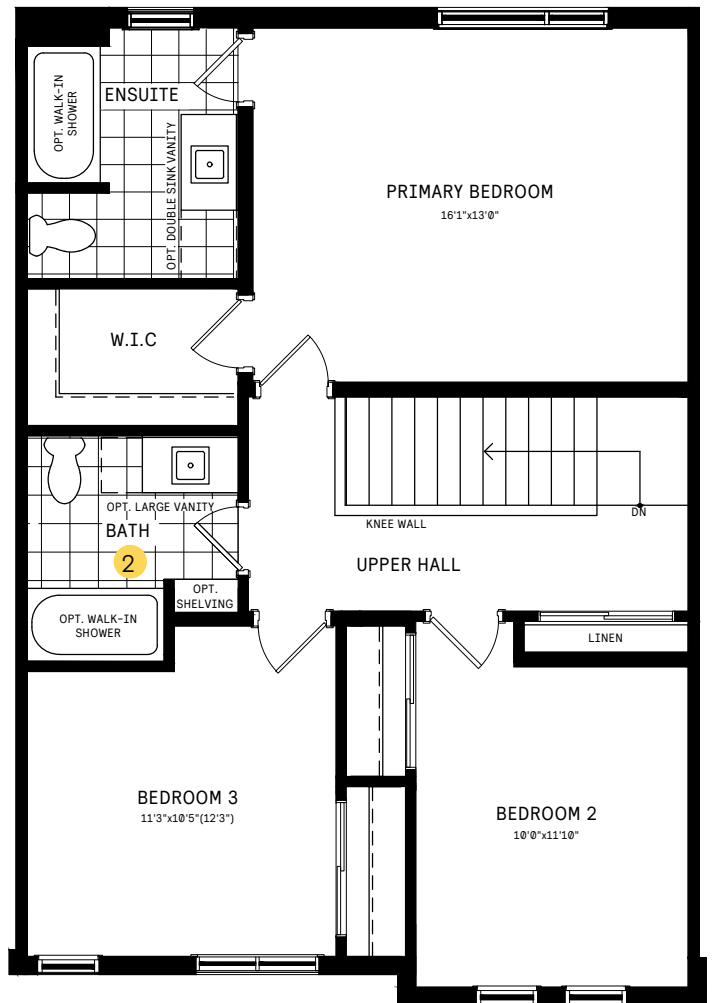 OPT. WALK-IN
SHOWER
ENSUITE
OPT. DOUBLE SINK VANITY
PRIMARY BEDROOM
16'1"x13'0"
W.I.C
OPT. LARGE VANITY
BATH
2
OPT.
SHELVING
OPT. WALK-IN
SHOWER
KNEE WALL
DN
UPPER HALL
LINEN
BEDROOM 3
11'3"x10'5"(12'3")
BEDROOM 2
10'0"x11'10"